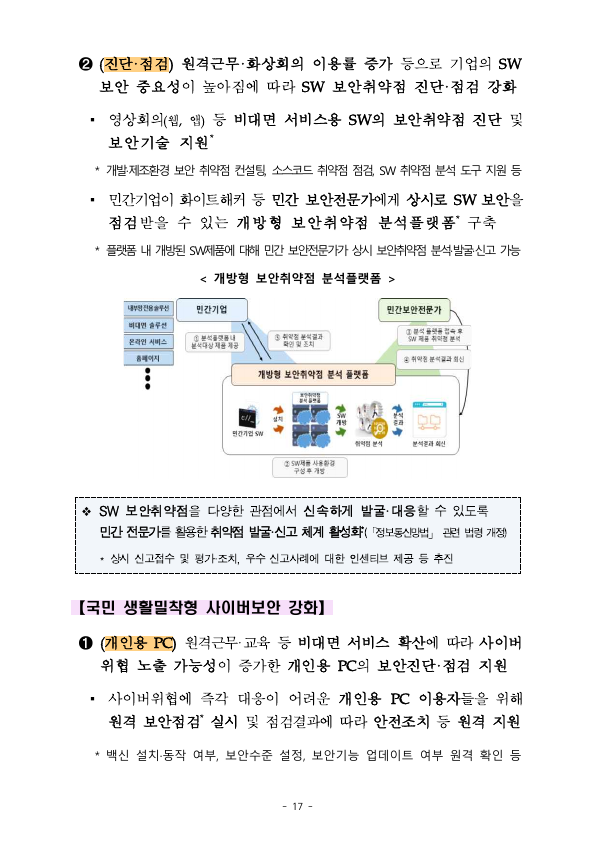 ❷ (진단·점검) 원격근무·화상회의 이용률 증가 등으로 기업의 SW
보안 중요성이 높아짐에 따라 SW 보안취약점 진단·점검 강화
▪ 영상회의(웹, 앱) 등 비대면 서비스용 SW의 보안취약점 진단 및
보안기술 지원*
* 개발·제조환경 보안 취약점 컨설팅, 소스코드 취약점 점검, SW 취약점 분석 도구 지원 등
▪ 민간기업이 화이트해커 등 민간 보안전문가에게 상시로 SW 보안을
점검받을 수 있는 개방형 보안취약점 분석플랫폼* 구축
* 플랫폼 내 개방된 SW제품에 대해 민간 보안전문가가 상시 보안취약점 분석·발굴·신고 가능
< 개방형 보안취약점 분석플랫폼 >
내부망전용솔루션
비대면 솔루션
온라인 서비스
홈페이지
민간기업
민간보안전문가
① 분석플랫폼 내
분석대상 제품 제공
⑤ 취약점 분석결과
확인 및 조치
③ 분석 플랫폼 접속 후
SW 제품 취약점 분석
④ 취약점 분석결과 회신
개방형 보안취약점 분석 플랫폼
민간기업 SW
설치
보안취약점
분석 플랫폼
SW
개방
취약점 분석
분석
결과
분석결과 회신
② SW제품 사용환경
구성 후 개방
❖ SW 보안취약점을 다양한 관점에서 신속하게 발굴·대응할 수 있도록
민간 전문가를 활용한 취약점 발굴·신고 체계 활성화*(「정보통신망법」 관련 법령 개정)
* 상시 신고접수 및 평가·조치, 우수 신고사례에 대한 인센티브 제공 등 추진
【국민 생활밀착형 사이버보안 강화】
❶ (개인용 PC) 원격근무·교육 등 비대면 서비스 확산에 따라 사이버
위협 노출 가능성이 증가한 개인용 PC의 보안진단·점검 지원
▪ 사이버위협에 즉각 대응이 어려운 개인용 PC 이용자들을 위해
원격 보안점검* 실시 및 점검결과에 따라 안전조치 등 원격 지원
* 백신 설치·동작 여부, 보안수준 설정, 보안기능 업데이트 여부 원격 확인 등
- 17 -